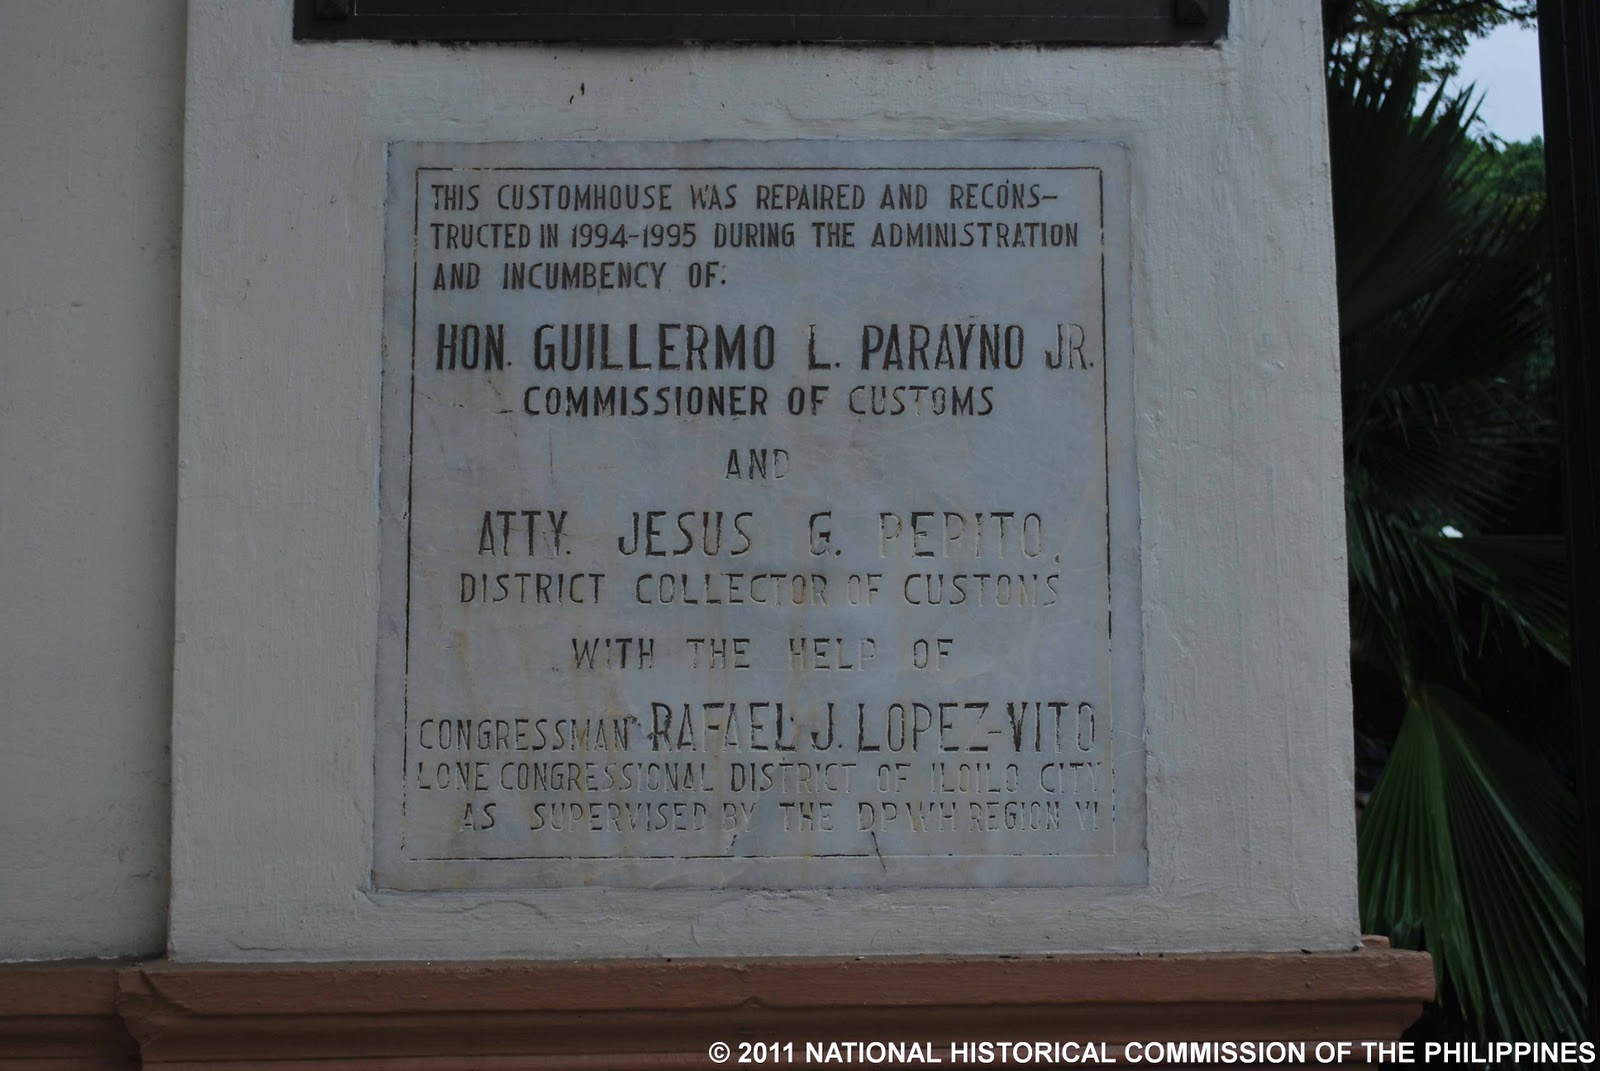 THIS CUSTOMHOUSE WAS REPAIRED AND RECONS-
TRUCTED IN 1994-1995 DURING THE ADMINISTRATION
AND INCUMBENCY OF:
HON. GUILLERMO L. PARAYNO JR.
COMMISSIONER OF CUSTOMS
AND
ATTY. JESUS G. PEPITO,
DISTRICT COLLECTOR OF CUSTOMS
WITH THE HELP OF
CONGRESSMAN RAFAEL J. LOPEZ-VITO
LONE CONGRESSIONAL DISTRICT OF ILOILO CITY
AS SUPERVISED BY THE DPWH REGION VI
© 2011 NATIONAL HISTORICAL COMMISSION OF THE PHILIPPINES